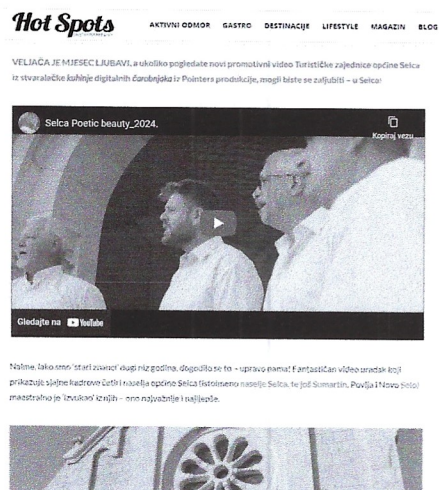 Hot Spots
AKTIVNI ODMOR GASTRO DESTINACIJE LIFESTYLE MAGAZIN BLOG
VELJAČA JE MJESEC LJUBAVI, a ukoliko pogledate novi promotivni video Turističke zajednice općine Selca
iz stvaralačke kuhinje digitalnih čarobnjaka iz Pointera produkcije, mogli biste se zaljubiti – u Selca!
Selca Poetic beauty_2024.
Kopiraj vezu
Gledajte na YouTube
Naime, iako smo 'stari znanci' dugi niz godina, dogodilo se to – upravo nama! Fantastičan video uradak koji
prikazuje sjajne kadrove četiri naselja općine Selca (istoimeno naselje Selca, te još Sumartin, Povlja i Novo Selo)
maestralno je 'izvukao' iz njih – ono najvažnije i najljepše.